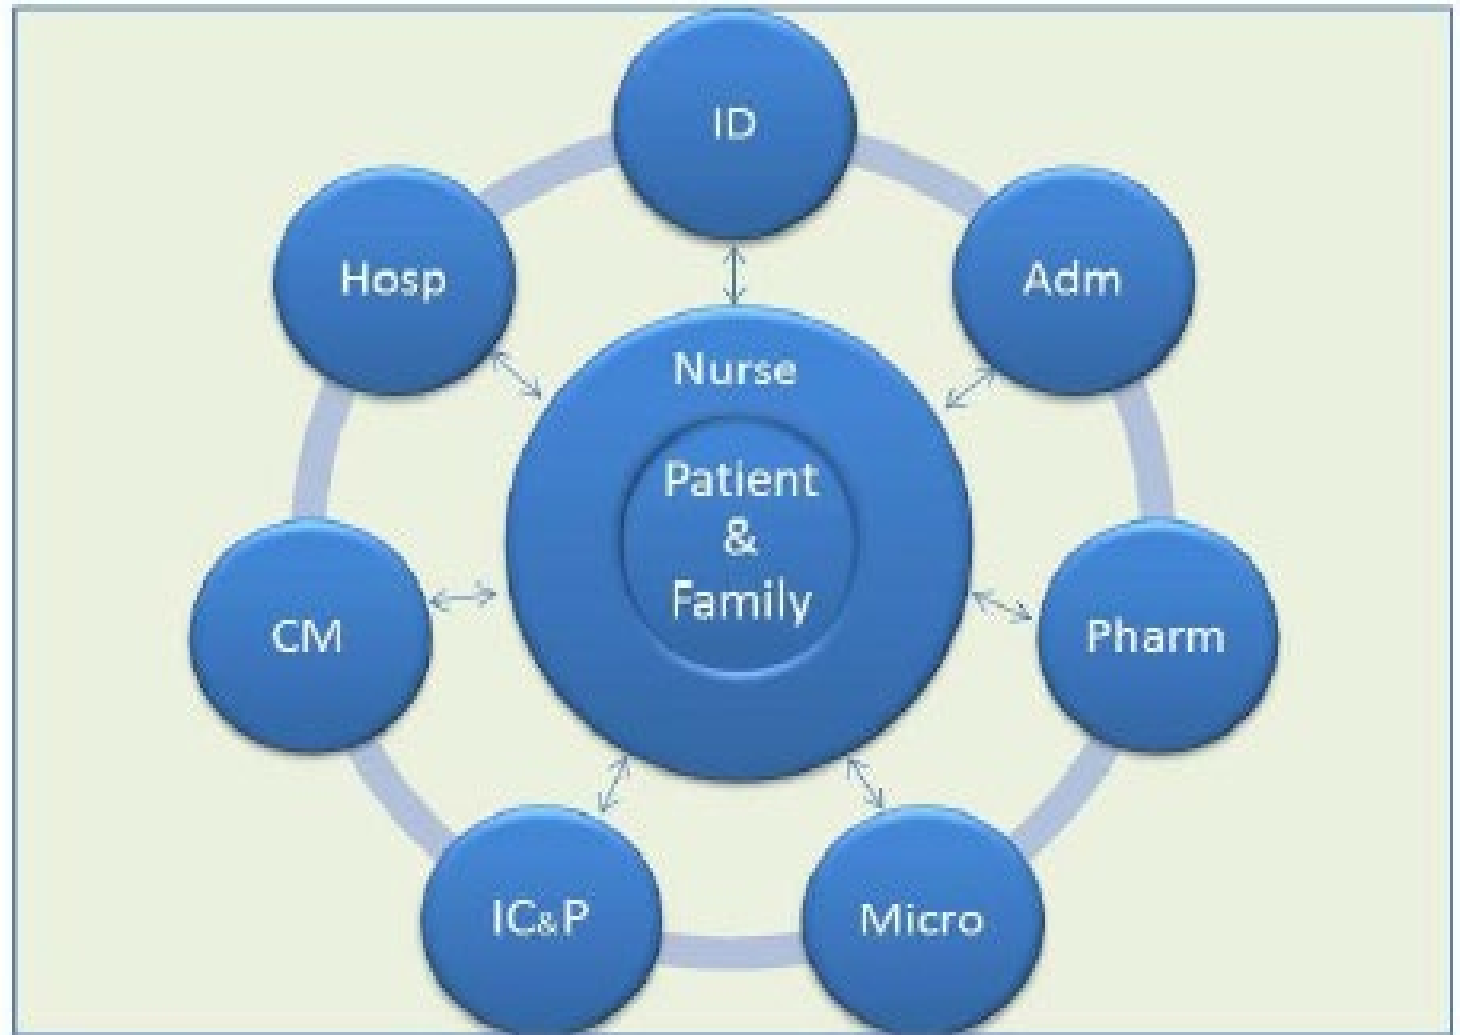 ID
Hosp
Adm
Nurse
Patient
&
Family
CM
Pharm
IC&P
Micro